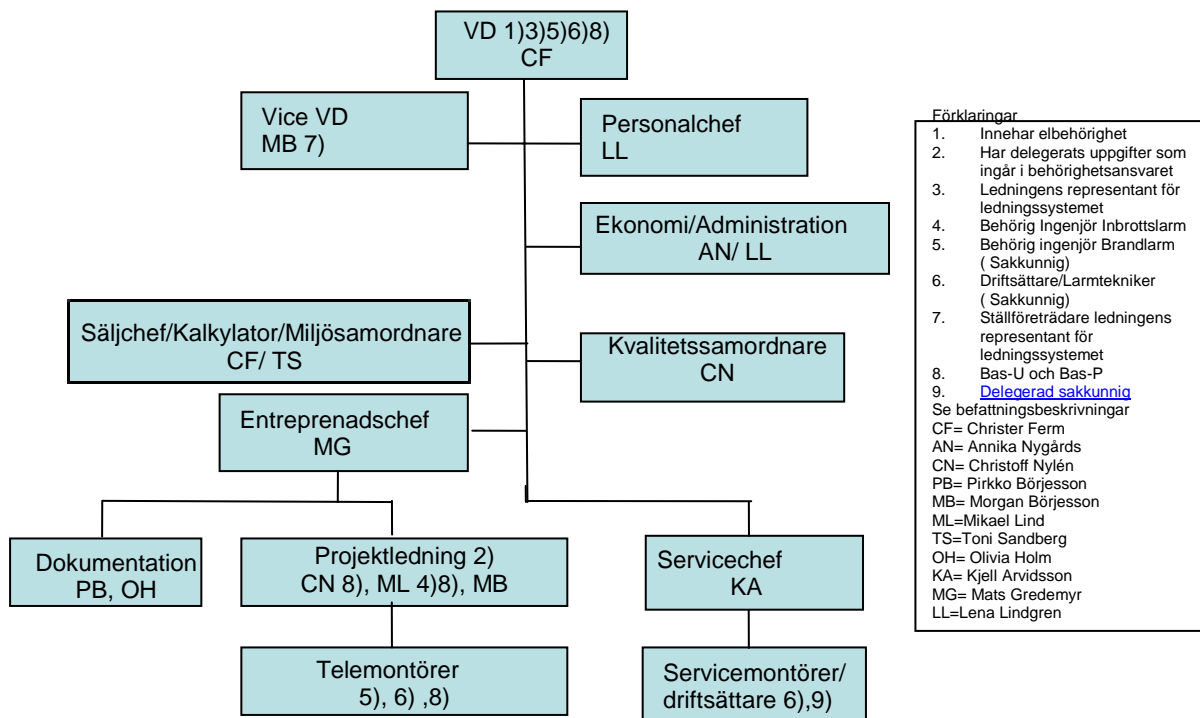 VD 1)3)5)6)8)
CF
Vice VD
MB 7)
Personalchef
LL
Ekonomi/Administration
AN/ LL
Säljchef/Kalkylator/Miljösamordnare
CF/ TS
Kvalitetssamordnare
CN
Entreprenadschef
MG
Dokumentation
PB, OH
Projektledning 2)
CN 8), ML 4)8), MB
Servicechef
KA
Telemontörer
5), 6) ,8)
Servicemontörer/
driftsättare 6),9)
Förklaringar
1. Innehar elbehörighet
2. Har delegerats uppgifter som
ingår i behörighetsansvaret
3. Ledningens representant för
ledningssystemet
4. Behörig Ingenjör Inbrottslarm
5. Behörig ingenjör Brandlarm
( Sakkunnig)
6. Driftsättare/Larmtekniker
( Sakkunnig)
7. Ställföreträdare ledningens
representant för
ledningssystemet
8. Bas-U och Bas-P
9. Delegerad sakkunnig
Se befattningsbeskrivningar
CF= Christer Ferm
AN= Annika Nygårds
CN= Christoff Nylén
PB= Pirkko Börjesson
MB= Morgan Börjesson
ML=Mikael Lind
TS=Toni Sandberg
OH= Olivia Holm
KA= Kjell Arvidsson
MG= Mats Gredemyr
LL=Lena Lindgren